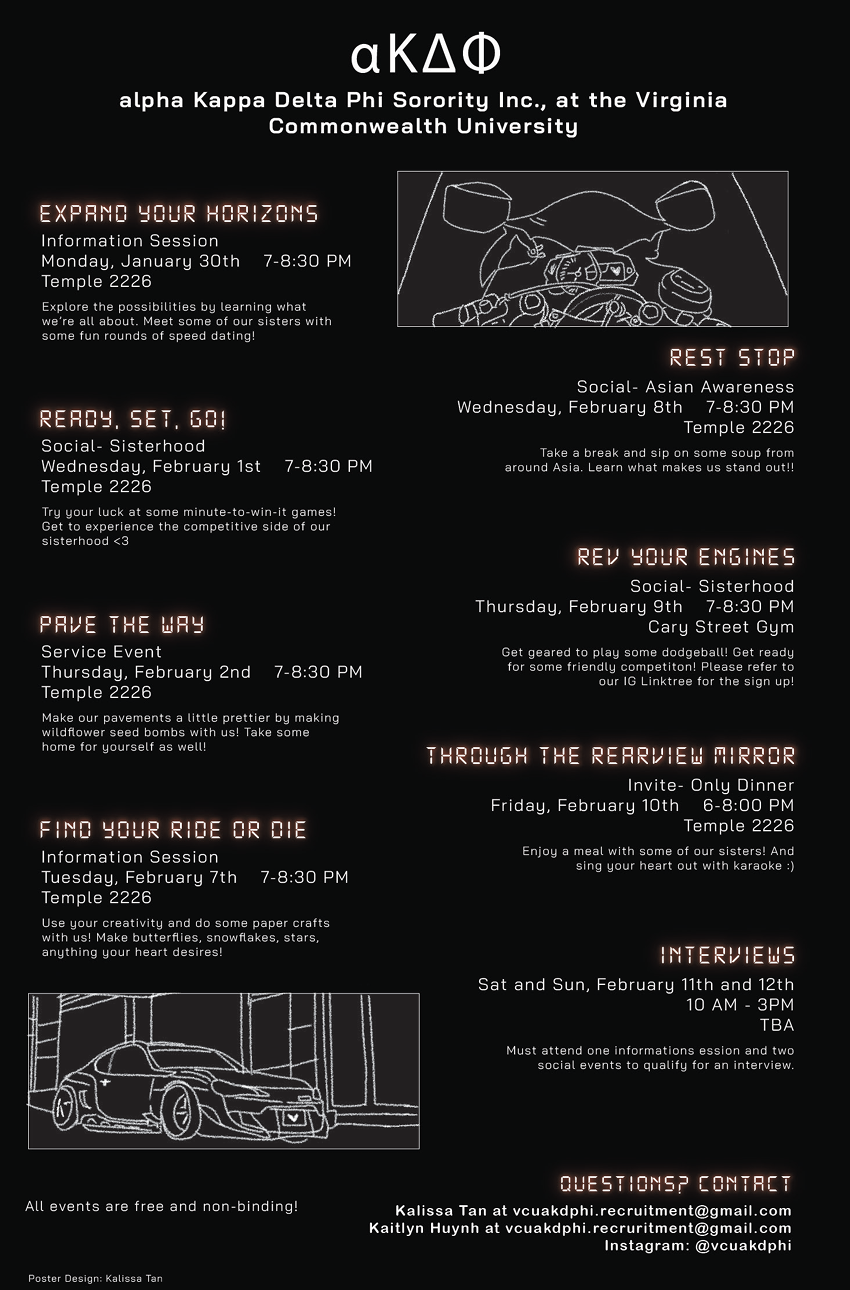 αΚΔΦ
alpha Kappa Delta Phi Sorority Inc., at the Virginia
Commonwealth University
EXPAND YOUR HORIZONS
Information Session
Monday, January 30th 7-8:30 PM
Temple 2226
Explore the possibilities by learning what
we're all about. Meet some of our sisters with
some fun rounds of speed dating!
READY, SET, GO!
Social- Sisterhood
Wednesday, February 1st 7-8:30 PM
Temple 2226
Try your luck at some minute-to-win-it games!
Get to experience the competitive side of our
sisterhood <3
PAVE THE WAY
Service Event
Thursday, February 2nd 7-8:30 PM
Temple 2226
Make our pavements a little prettier by making
wildflower seed bombs with us! Take some
home for yourself as well!
FIND YOUR RIDE OR DIE
Information Session
Tuesday, February 7th 7-8:30 PM
Temple 2226
Use your creativity and do some paper crafts
with us! Make butterflies, snowflakes, stars,
anything your heart desires!
REST STOP
Social- Asian Awareness
Wednesday, February 8th 7-8:30 PM
Temple 2226
Take a break and sip on some soup from
around Asia. Learn what makes us stand out!!
REV YOUR ENGINES
Social- Sisterhood
Thursday, February 9th 7-8:30 PM
Cary Street Gym
Get geared to play some dodgeball! Get ready
for some friendly competiton! Please refer to
our IG Linktree for the sign up!
THROUGH THE REARVIEW MIRROR
Invite- Only Dinner
Friday, February 10th 6-8:00 PM
Temple 2226
Enjoy a meal with some of our sisters! And
sing your heart out with karaoke :)
INTERVIEWS
Sat and Sun, February 11th and 12th
10 AM - 3PM
TBA
Must attend one informations ession and two
social events to qualify for an interview.
QUESTIONS? CONTACT
Kalissa Tan at vcuakdphi.recruitment@gmail.com
Kaitlyn Huynh at vcuakdphi.recruritment@gmail.com
Instagram: @vcuakdphi
All events are free and non-binding!
Poster Design: Kalissa Tan